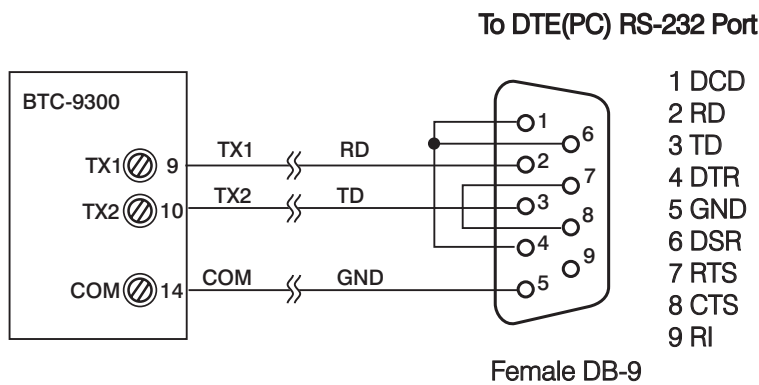 To DTE(PC) RS-232 Port
BTC-9300
TX1 9 TX1 RD
TX2 10 TX2 TD
COM 14 COM GND
1
6
2
7
3
8
4
9
5
1 DCD
2 RD
3 TD
4 DTR
5 GND
6 DSR
7 RTS
8 CTS
9 RI
Female DB-9